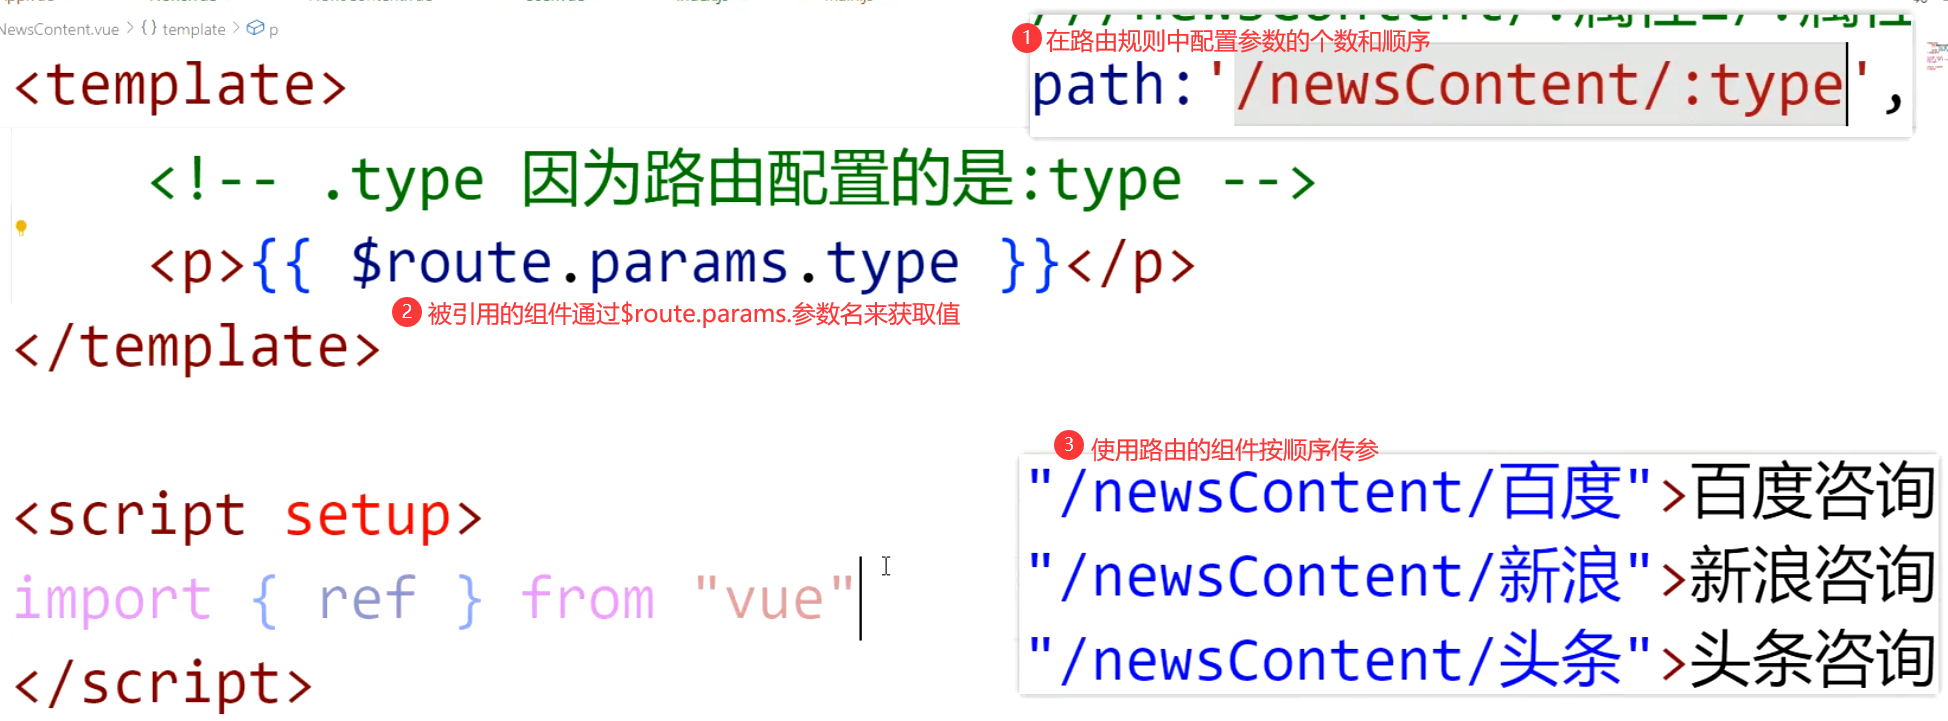 NewsContent.vue > {} template > p
<template>
<!-- .type 因为路由配置的是:type -->
<p>{{ $route.params.type }}</p>
2 被引用的组件通过$route.params.参数名来获取值
</template>
<script setup>
import { ref } from "vue"
</script>
1 在路由规则中配置参数的个数和顺序
path:'/newsContent/:type',
3 使用路由的组件按顺序传参
"/newsContent/百度">百度咨询
"/newsContent/新浪">新浪咨询
"/newsContent/头条">头条咨询